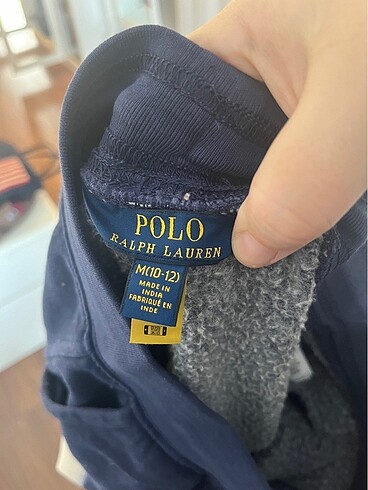 POLO
RALPH LAUREN
M(10-12)
MADE IN
INDIA
FABRIQUÉ EN
INDE